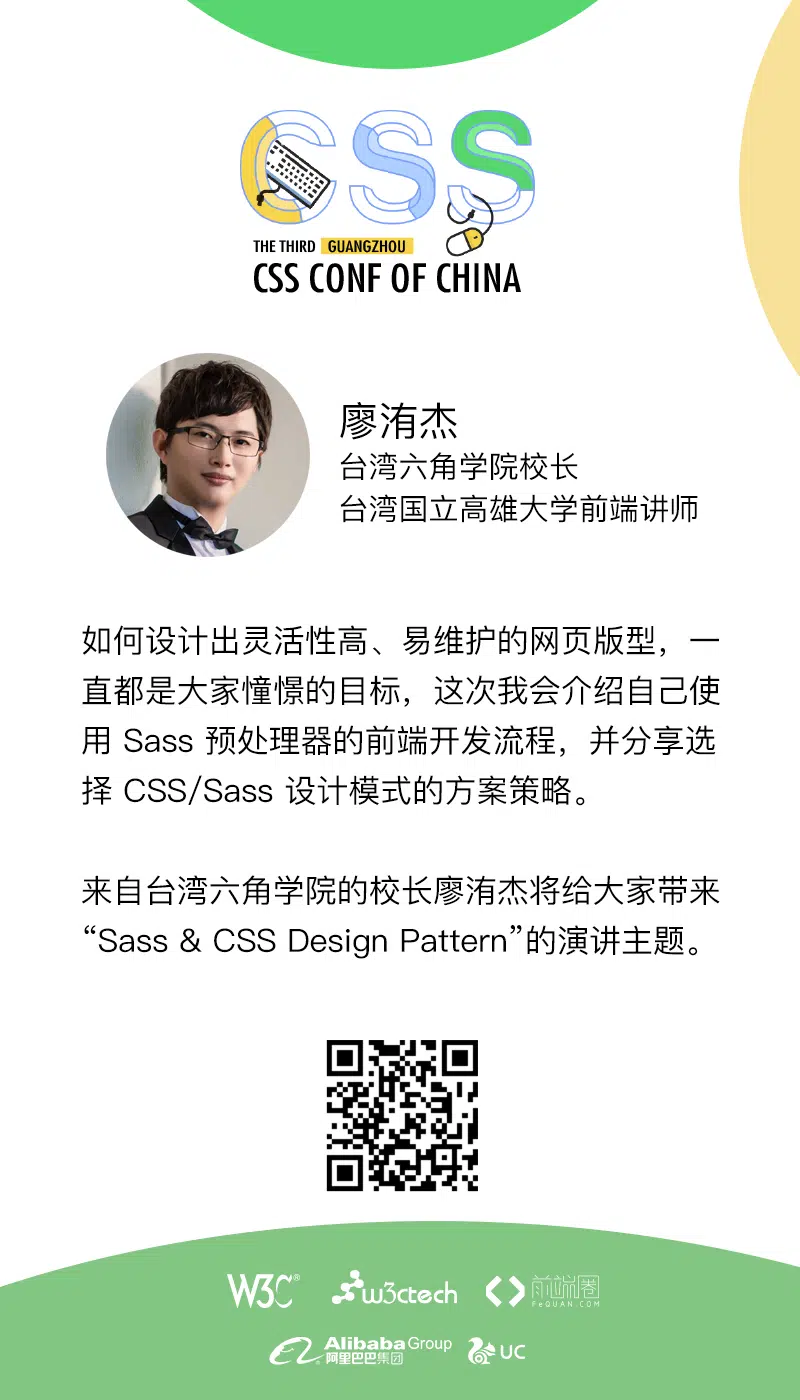 CSS
THE THIRD GUANGZHOU
CSS CONF OF CHINA
廖洧杰
台湾六角学院校长
台湾国立高雄大学前端讲师
如何设计出灵活性高、易维护的网页版型，一
直都是大家憧憬的目标，这次我会介绍自己使
用 Sass 预处理器的前端开发流程，并分享选
择 CSS/Sass 设计模式的方案策略。
来自台湾六角学院的校长廖洧杰将给大家带来
“Sass & CSS Design Pattern”的演讲主题。
W3C® w3ctech 前端圈
FeQUAN.COM
Alibaba Group UC
阿里巴巴集团